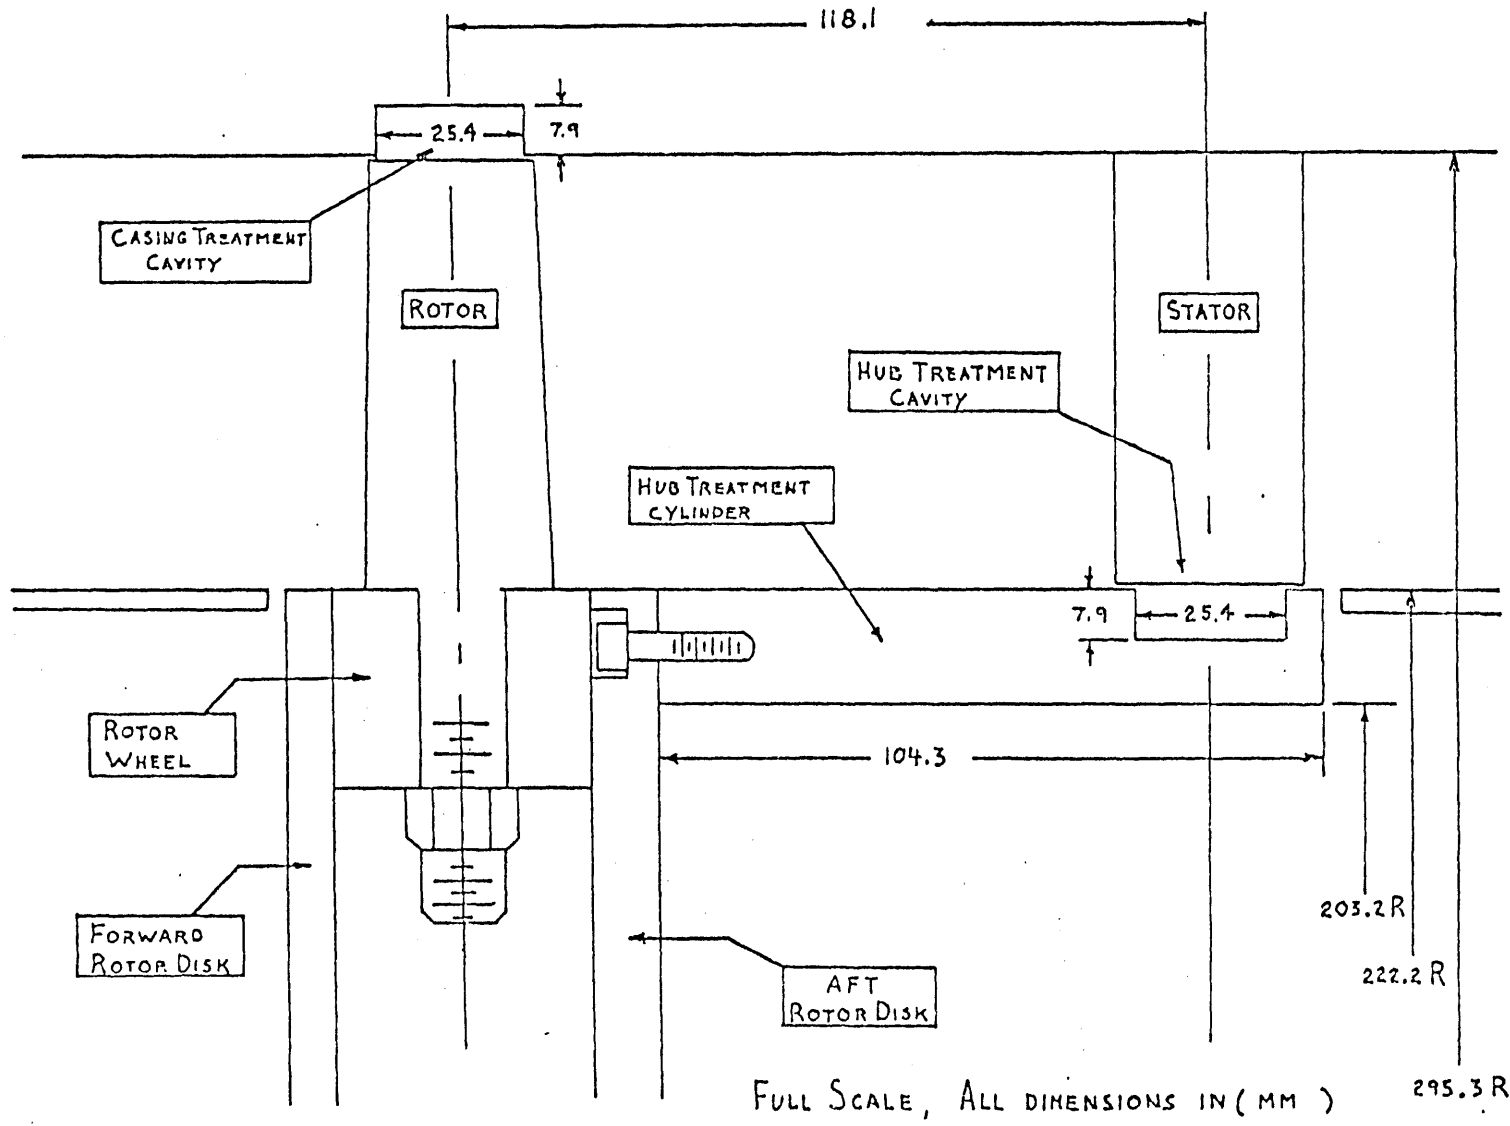 118.1
25.4
7.9
CASING TREATMENT
CAVITY
ROTOR
STATOR
HUB TREATMENT
CAVITY
HUB TREATMENT
CYLINDER
7.9
25.4
ROTOR
WHEEL
104.3
203.2R
FORWARD
ROTOR DISK
222.2R
AFT
ROTOR DISK
295.3R
FULL SCALE, ALL DIMENSIONS IN (MM)